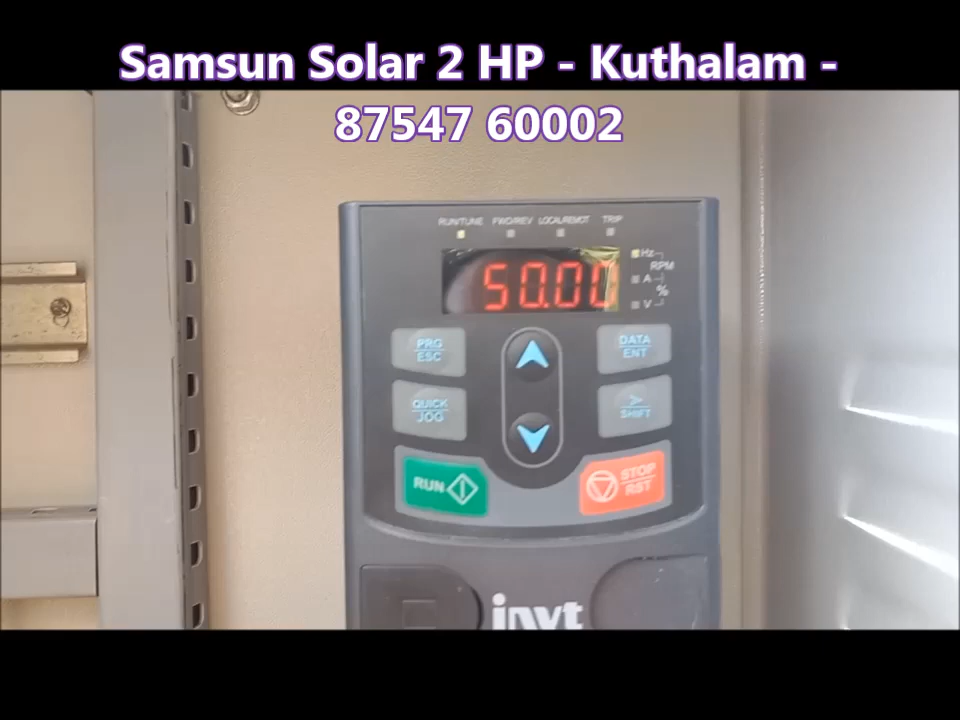 Samsun Solar 2 HP - Kuthalam -
87547 60002
RUN/TUNE FWD/REV LOCAL/REMOT TRIP
50.00
Hz
RPM
A
%
V
PRG
ESC
DATA
ENT
QUICK
JOG
SHIFT
RUN
STOP
RST
invt